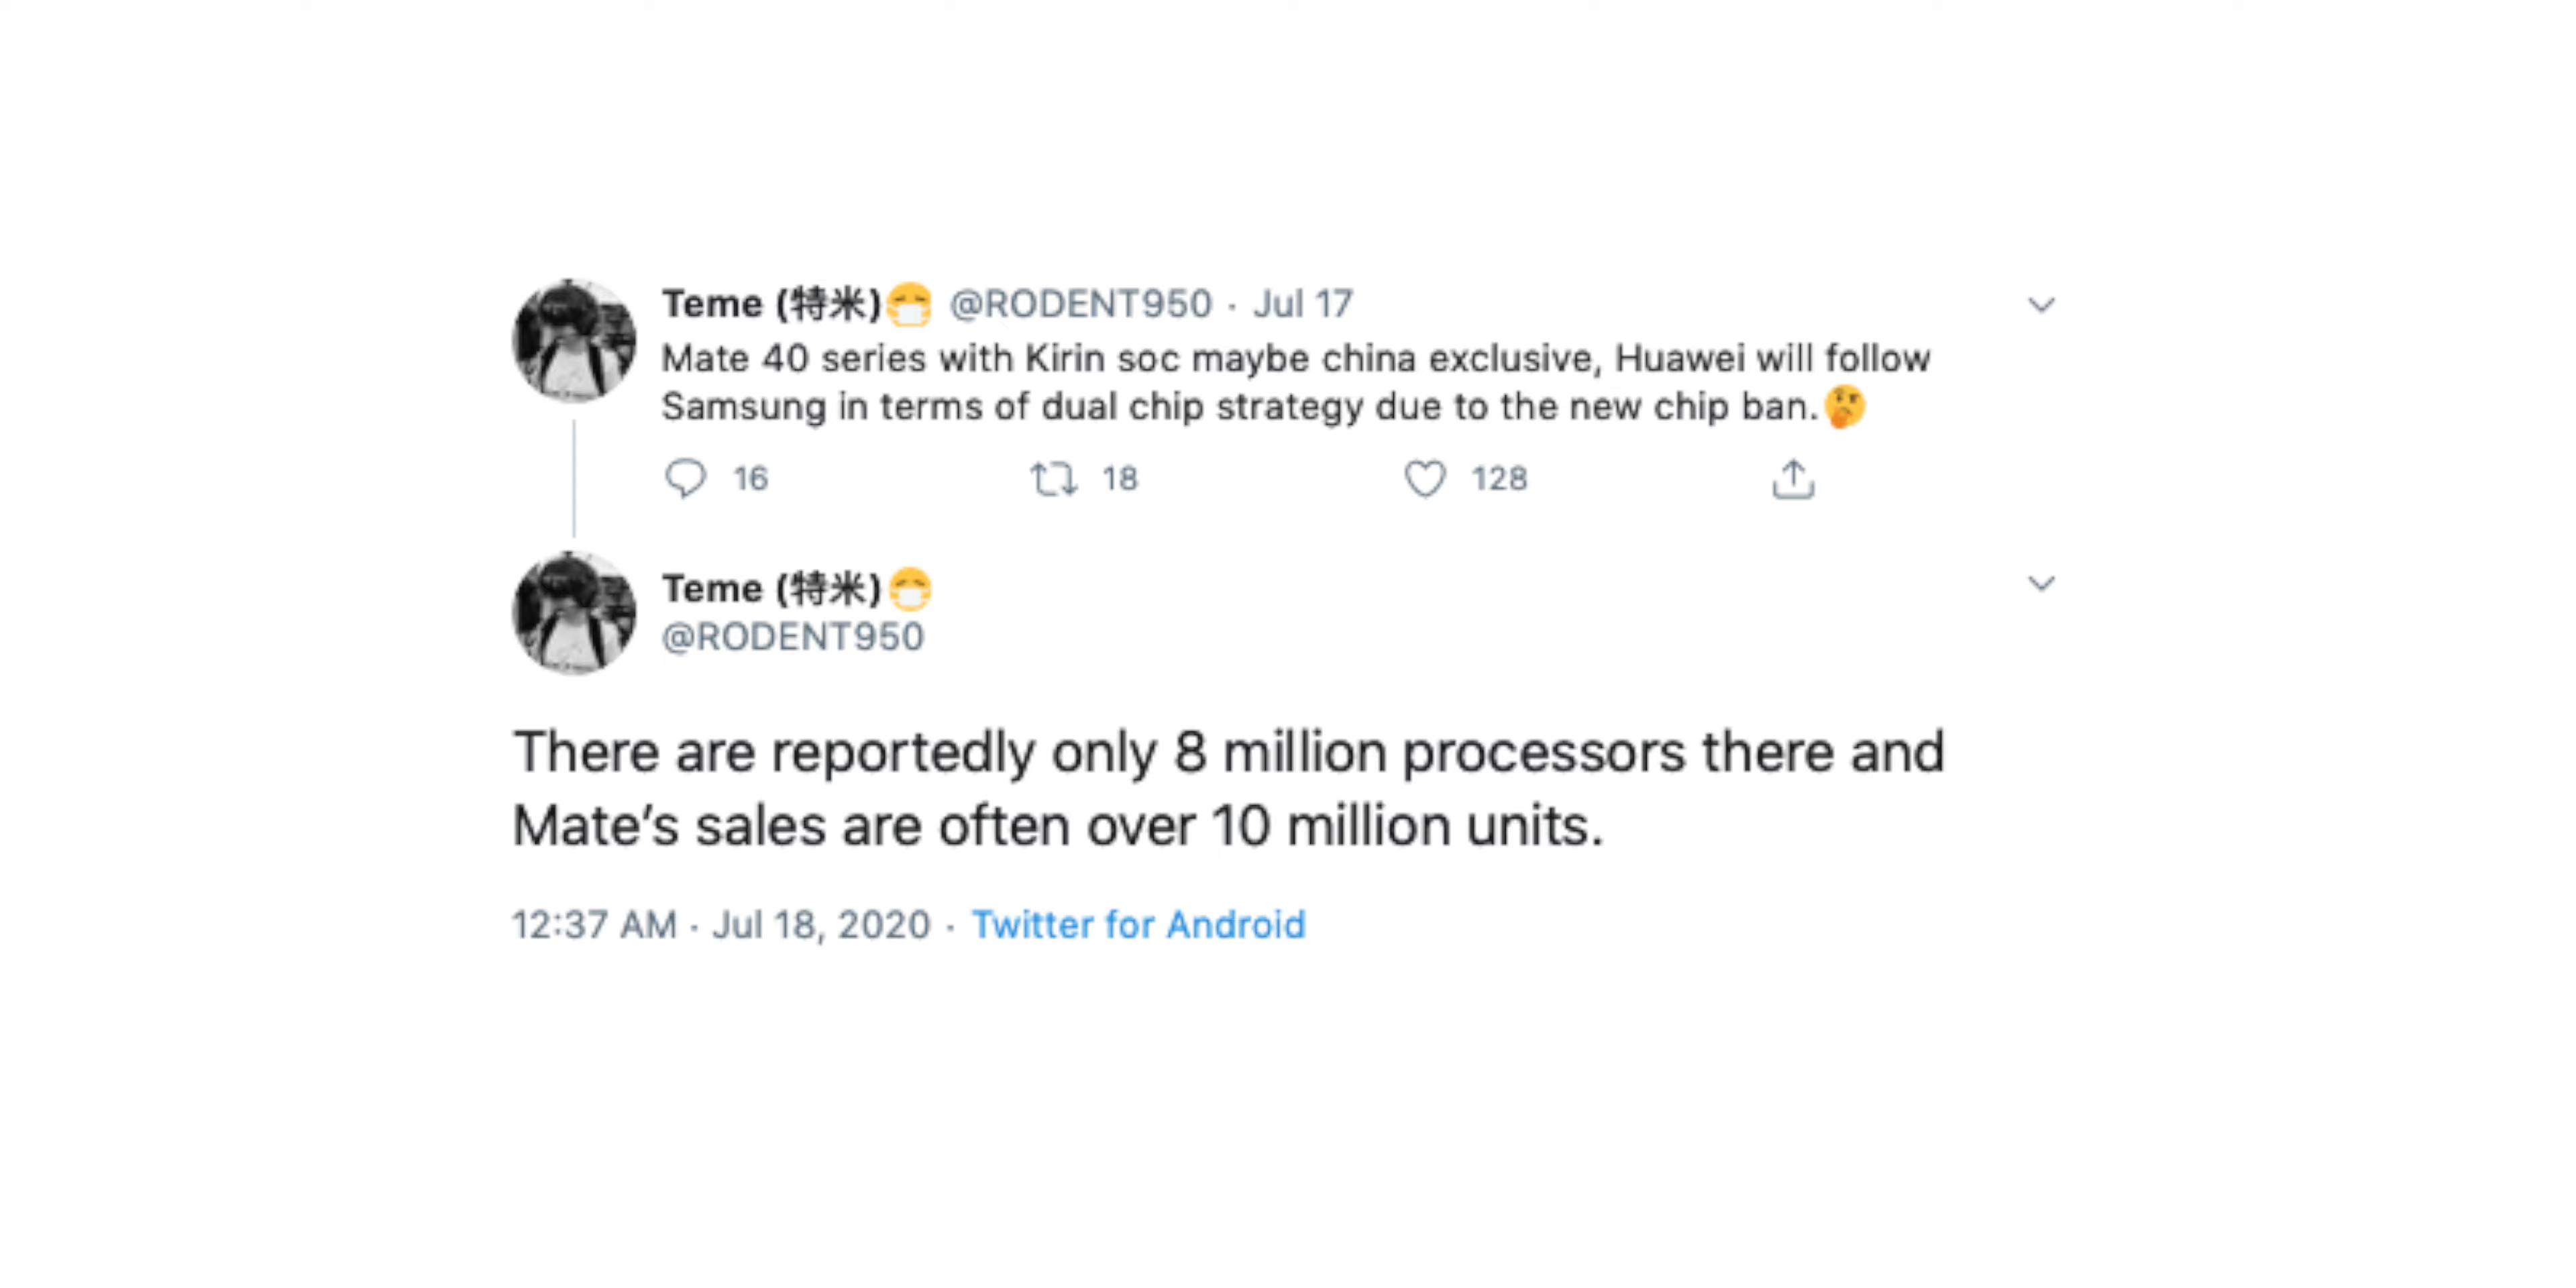 Teme (特米)😷 @RODENT950 · Jul 17
Mate 40 series with Kirin soc maybe china exclusive, Huawei will follow
Samsung in terms of dual chip strategy due to the new chip ban.🤔
16 18 128
Teme (特米)😷
@RODENT950
There are reportedly only 8 million processors there and
Mate’s sales are often over 10 million units.
12:37 AM · Jul 18, 2020 · Twitter for Android